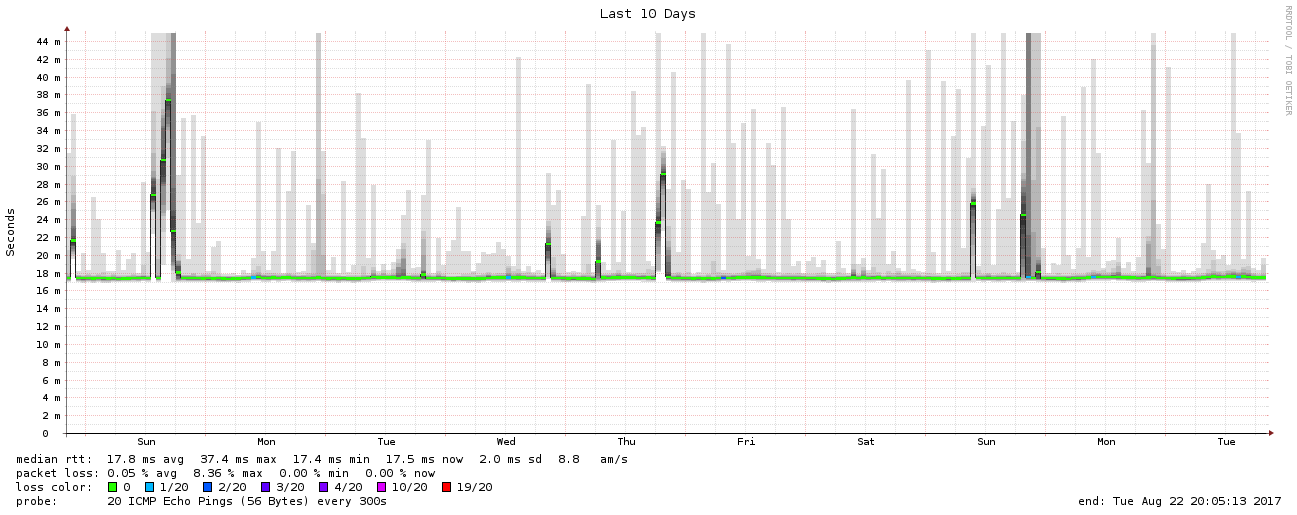 Last 10 Days
RRDTOOL / TOBI OETIKER
Seconds
44 m
42 m
40 m
38 m
36 m
34 m
32 m
30 m
28 m
26 m
24 m
22 m
20 m
18 m
16 m
14 m
12 m
10 m
8 m
6 m
4 m
2 m
0
Sun Mon Tue Wed Thu Fri Sat Sun Mon Tue
median rtt: 17.8 ms avg 37.4 ms max 17.4 ms min 17.5 ms now 2.0 ms sd 8.8 am/s
packet loss: 0.05 % avg 8.36 % max 0.00 % min 0.00 % now
loss color: 0 1/20 2/20 3/20 4/20 10/20 19/20
probe: 20 ICMP Echo Pings (56 Bytes) every 300s end: Tue Aug 22 20:05:13 2017